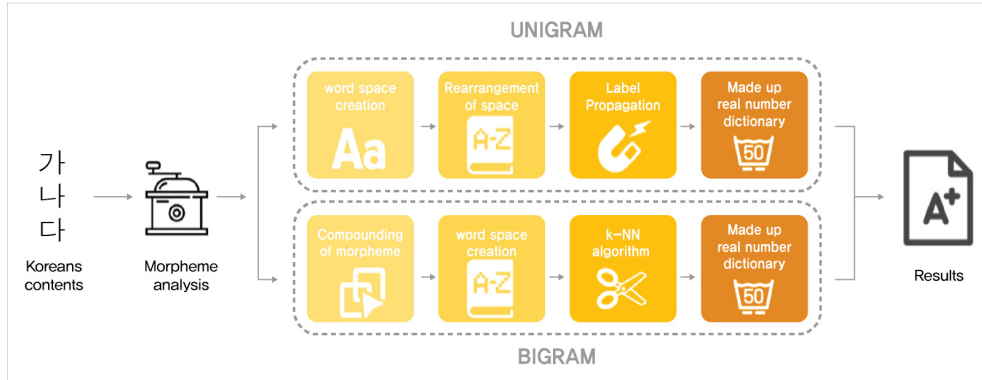 UNIGRAM
word space
creation
Aa
Rearrangement
of space
A-Z
Label
Propagation
Made up
real number
dictionary
50
가
나
다
Koreans
contents
Morpheme
analysis
A+
Results
Compounding
of morpheme
word space
creation
A-Z
k-NN
algorithm
Made up
real number
dictionary
50
BIGRAM